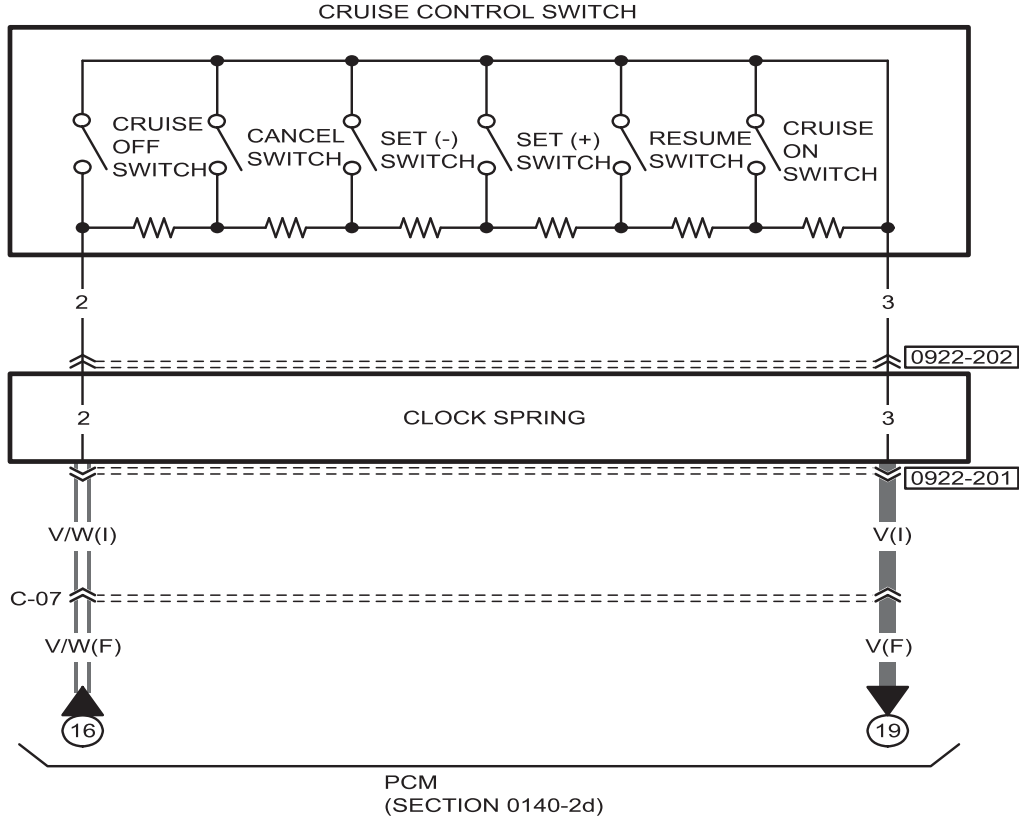 CRUISE CONTROL SWITCH
CRUISE
OFF
SWITCH
CANCEL
SWITCH
SET (-)
SWITCH
SET (+)
SWITCH
RESUME
SWITCH
CRUISE
ON
SWITCH
2
3
0922-202
2
CLOCK SPRING
3
0922-201
V/W(I)
V(I)
C-07
V/W(F)
V(F)
16
19
PCM
(SECTION 0140-2d)